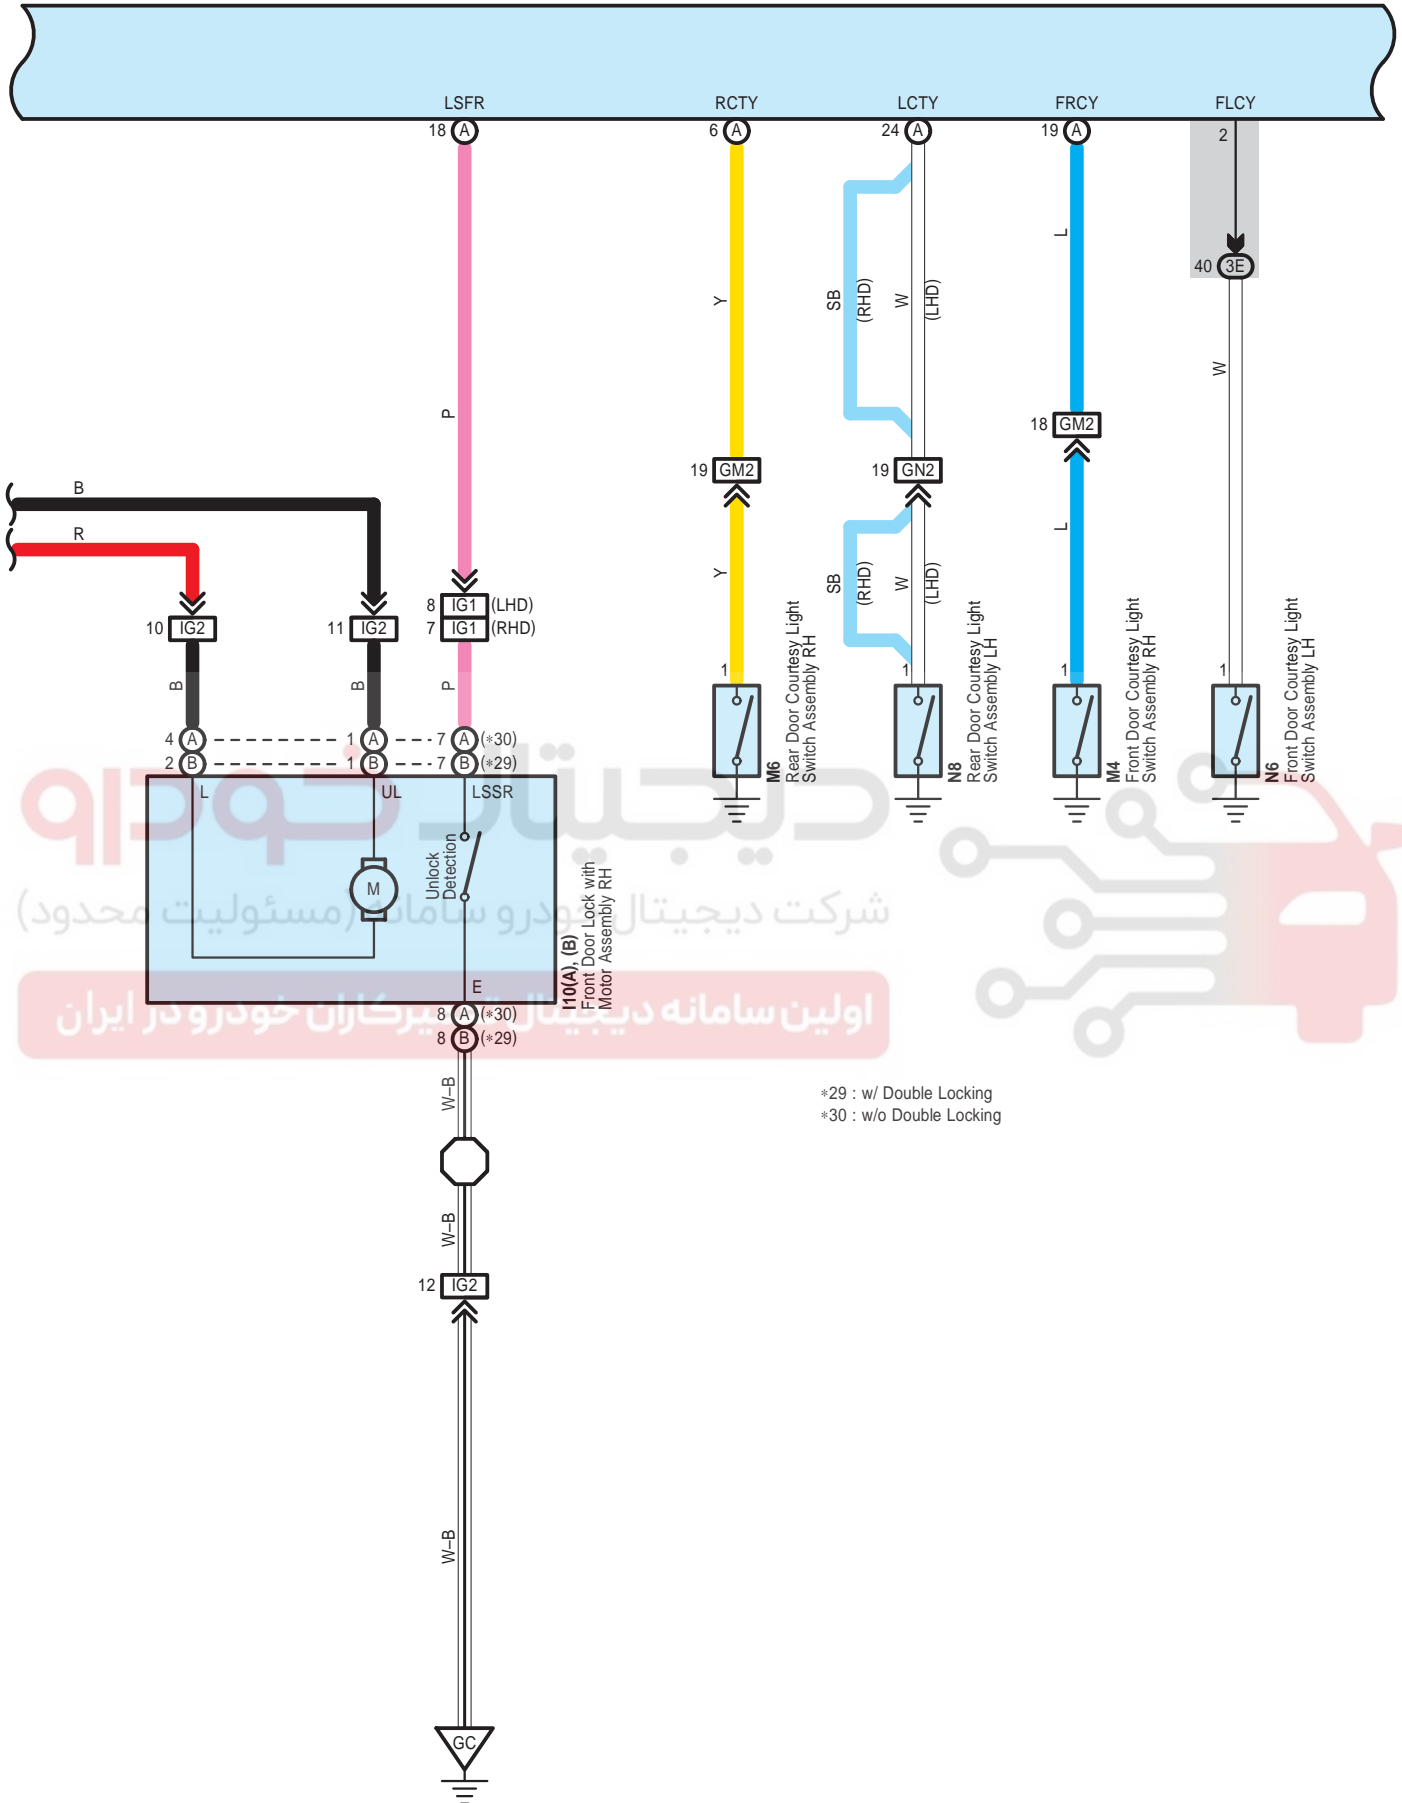 LSFR RCTY LCTY FRCY FLCY
18 A 6 A 24 A 19 A 2
40 3E
L
Y SB (RHD) W (LHD)
W
P
18 GM2
19 GM2 19 GN2
B
R
L
Y SB (RHD) W (LHD)
8 IG1 (LHD)
10 IG2 11 IG2 7 IG1 (RHD)
B B P
1 1 1 1
M6 Rear Door Courtesy Light Switch Assembly RH
N8 Rear Door Courtesy Light Switch Assembly LH
M4 Front Door Courtesy Light Switch Assembly RH
N6 Front Door Courtesy Light Switch Assembly LH
4 A 1 A 7 A (*30)
2 B 1 B 7 B (*29)
L UL LSSR
دیجیتال خودرو
M Unlock Detection
شرکت دیجیتال خودرو سامانه (مسئولیت محدود)
I10(A), (B)
Front Door Lock with
Motor Assembly RH
E
اولین سامانه دیجیتال تعمیرکاران خودرو در ایران
8 A (*30)
8 B (*29)
W–B
*29 : w/ Double Locking
*30 : w/o Double Locking
W–B
12 IG2
W–B
GC